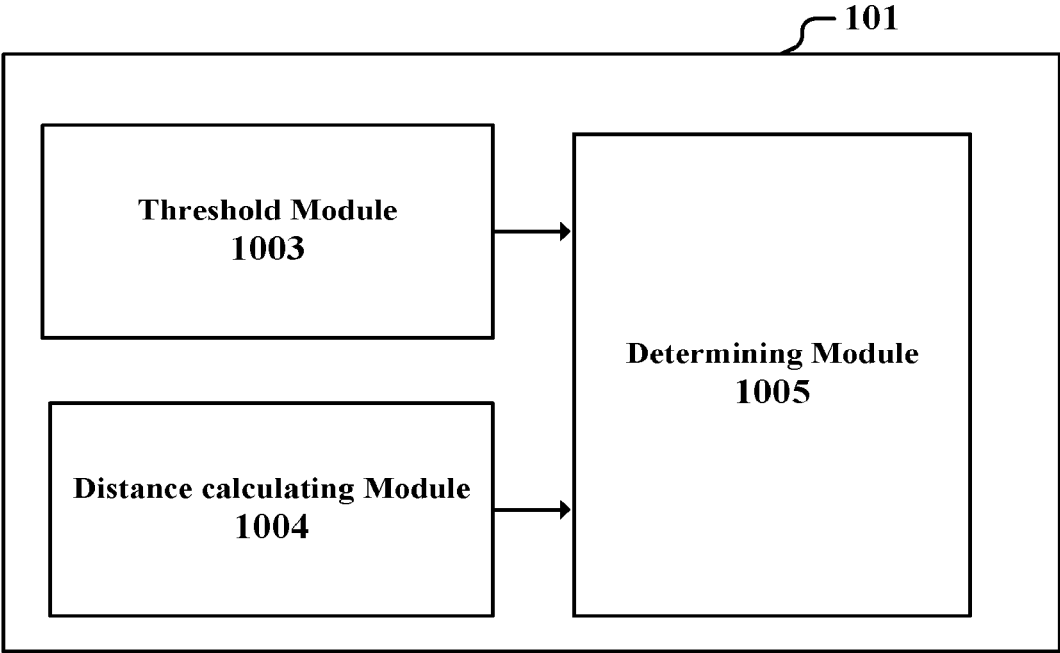 101
Threshold Module
1003
Determining Module
1005
Distance calculating Module
1004